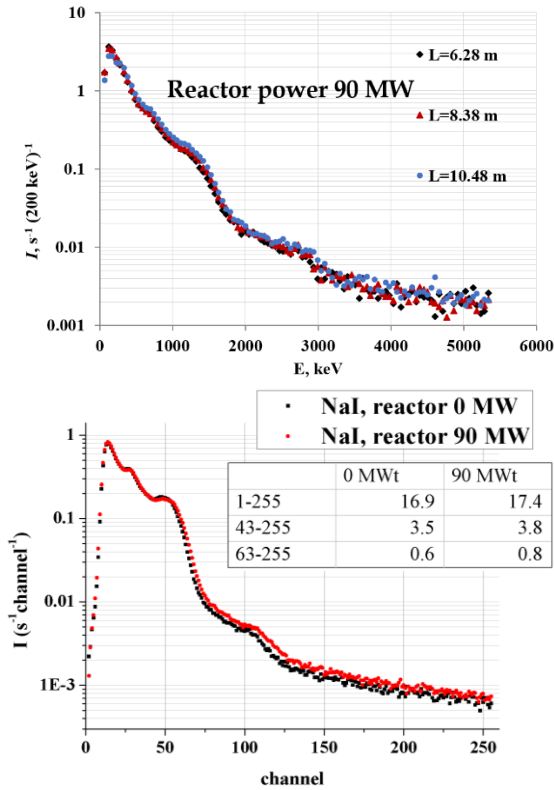 10
1
0.1
0.01
0.001
I, s⁻¹ (200 keV)⁻¹
Reactor power 90 MW
L=6.28 m
L=8.38 m
L=10.48 m
0 1000 2000 3000 4000 5000 6000
E, keV
NaI, reactor 0 MW
NaI, reactor 90 MW
0 MWt 90 MWt
1-255 16.9 17.4
43-255 3.5 3.8
63-255 0.6 0.8
1
0.1
0.01
1E-3
I (s⁻¹channel⁻¹)
0 50 100 150 200 250
channel